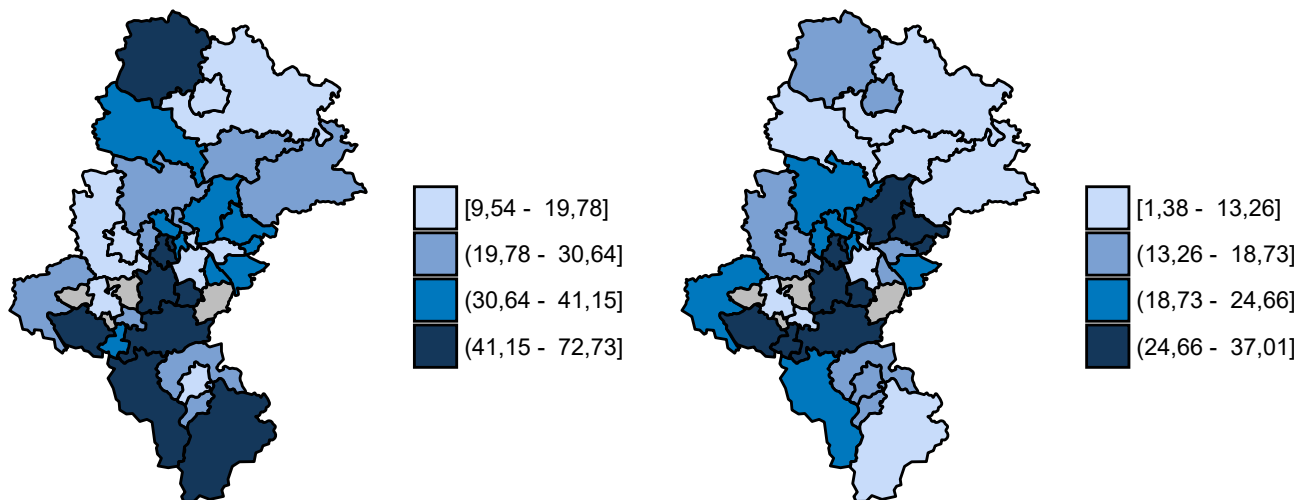 [9,54 - 19,78]
(19,78 - 30,64]
(30,64 - 41,15]
(41,15 - 72,73]
[1,38 - 13,26]
(13,26 - 18,73]
(18,73 - 24,66]
(24,66 - 37,01]